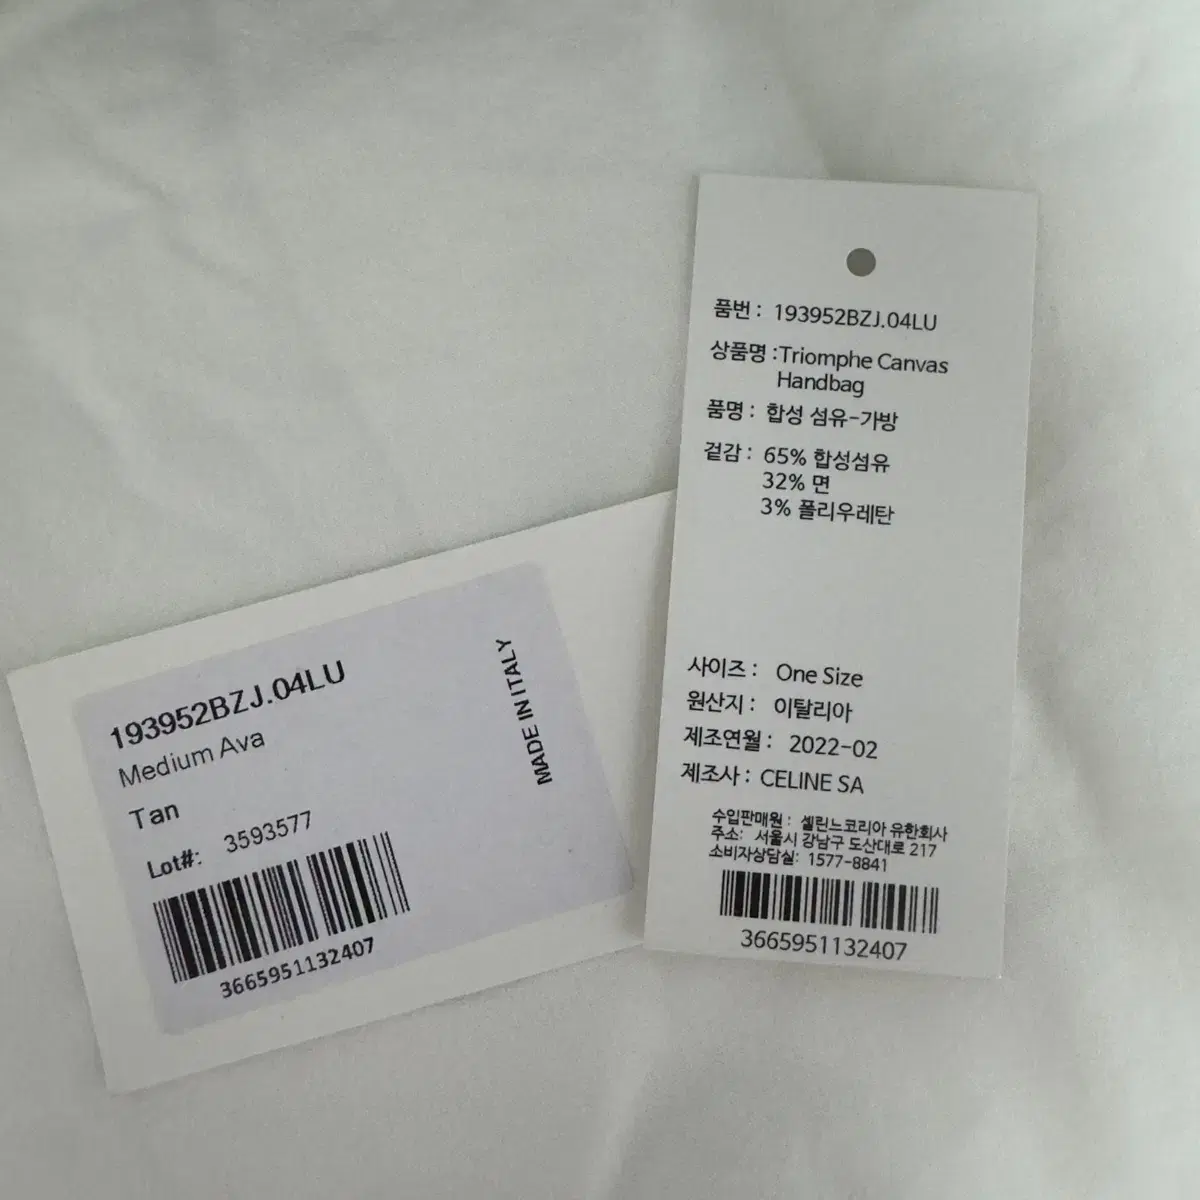 193952BZJ.04LU
Medium Ava
Tan
Lot#: 3593577
3665951132407
MADE IN ITALY
품번 : 193952BZJ.04LU
상품명 :Triomphe Canvas
Handbag
품명 : 합성 섬유-가방
겉감 : 65% 합성섬유
32% 면
3% 폴리우레탄
사이즈 : One Size
원산지 : 이탈리아
제조연월 : 2022-02
제조사 : CELINE SA
수입판매원 : 셀린느코리아 유한회사
주소: 서울시 강남구 도산대로 217
소비자상담실: 1577-8841
3665951132407